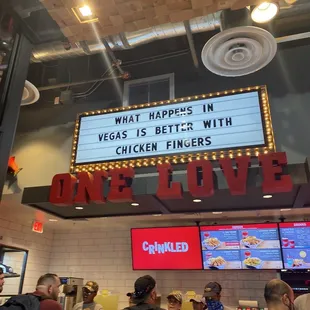 WHAT HAPPENS IN
VEGAS IS BETTER WITH
CHICKEN FINGERS
ONE LOVE
CRINKLED